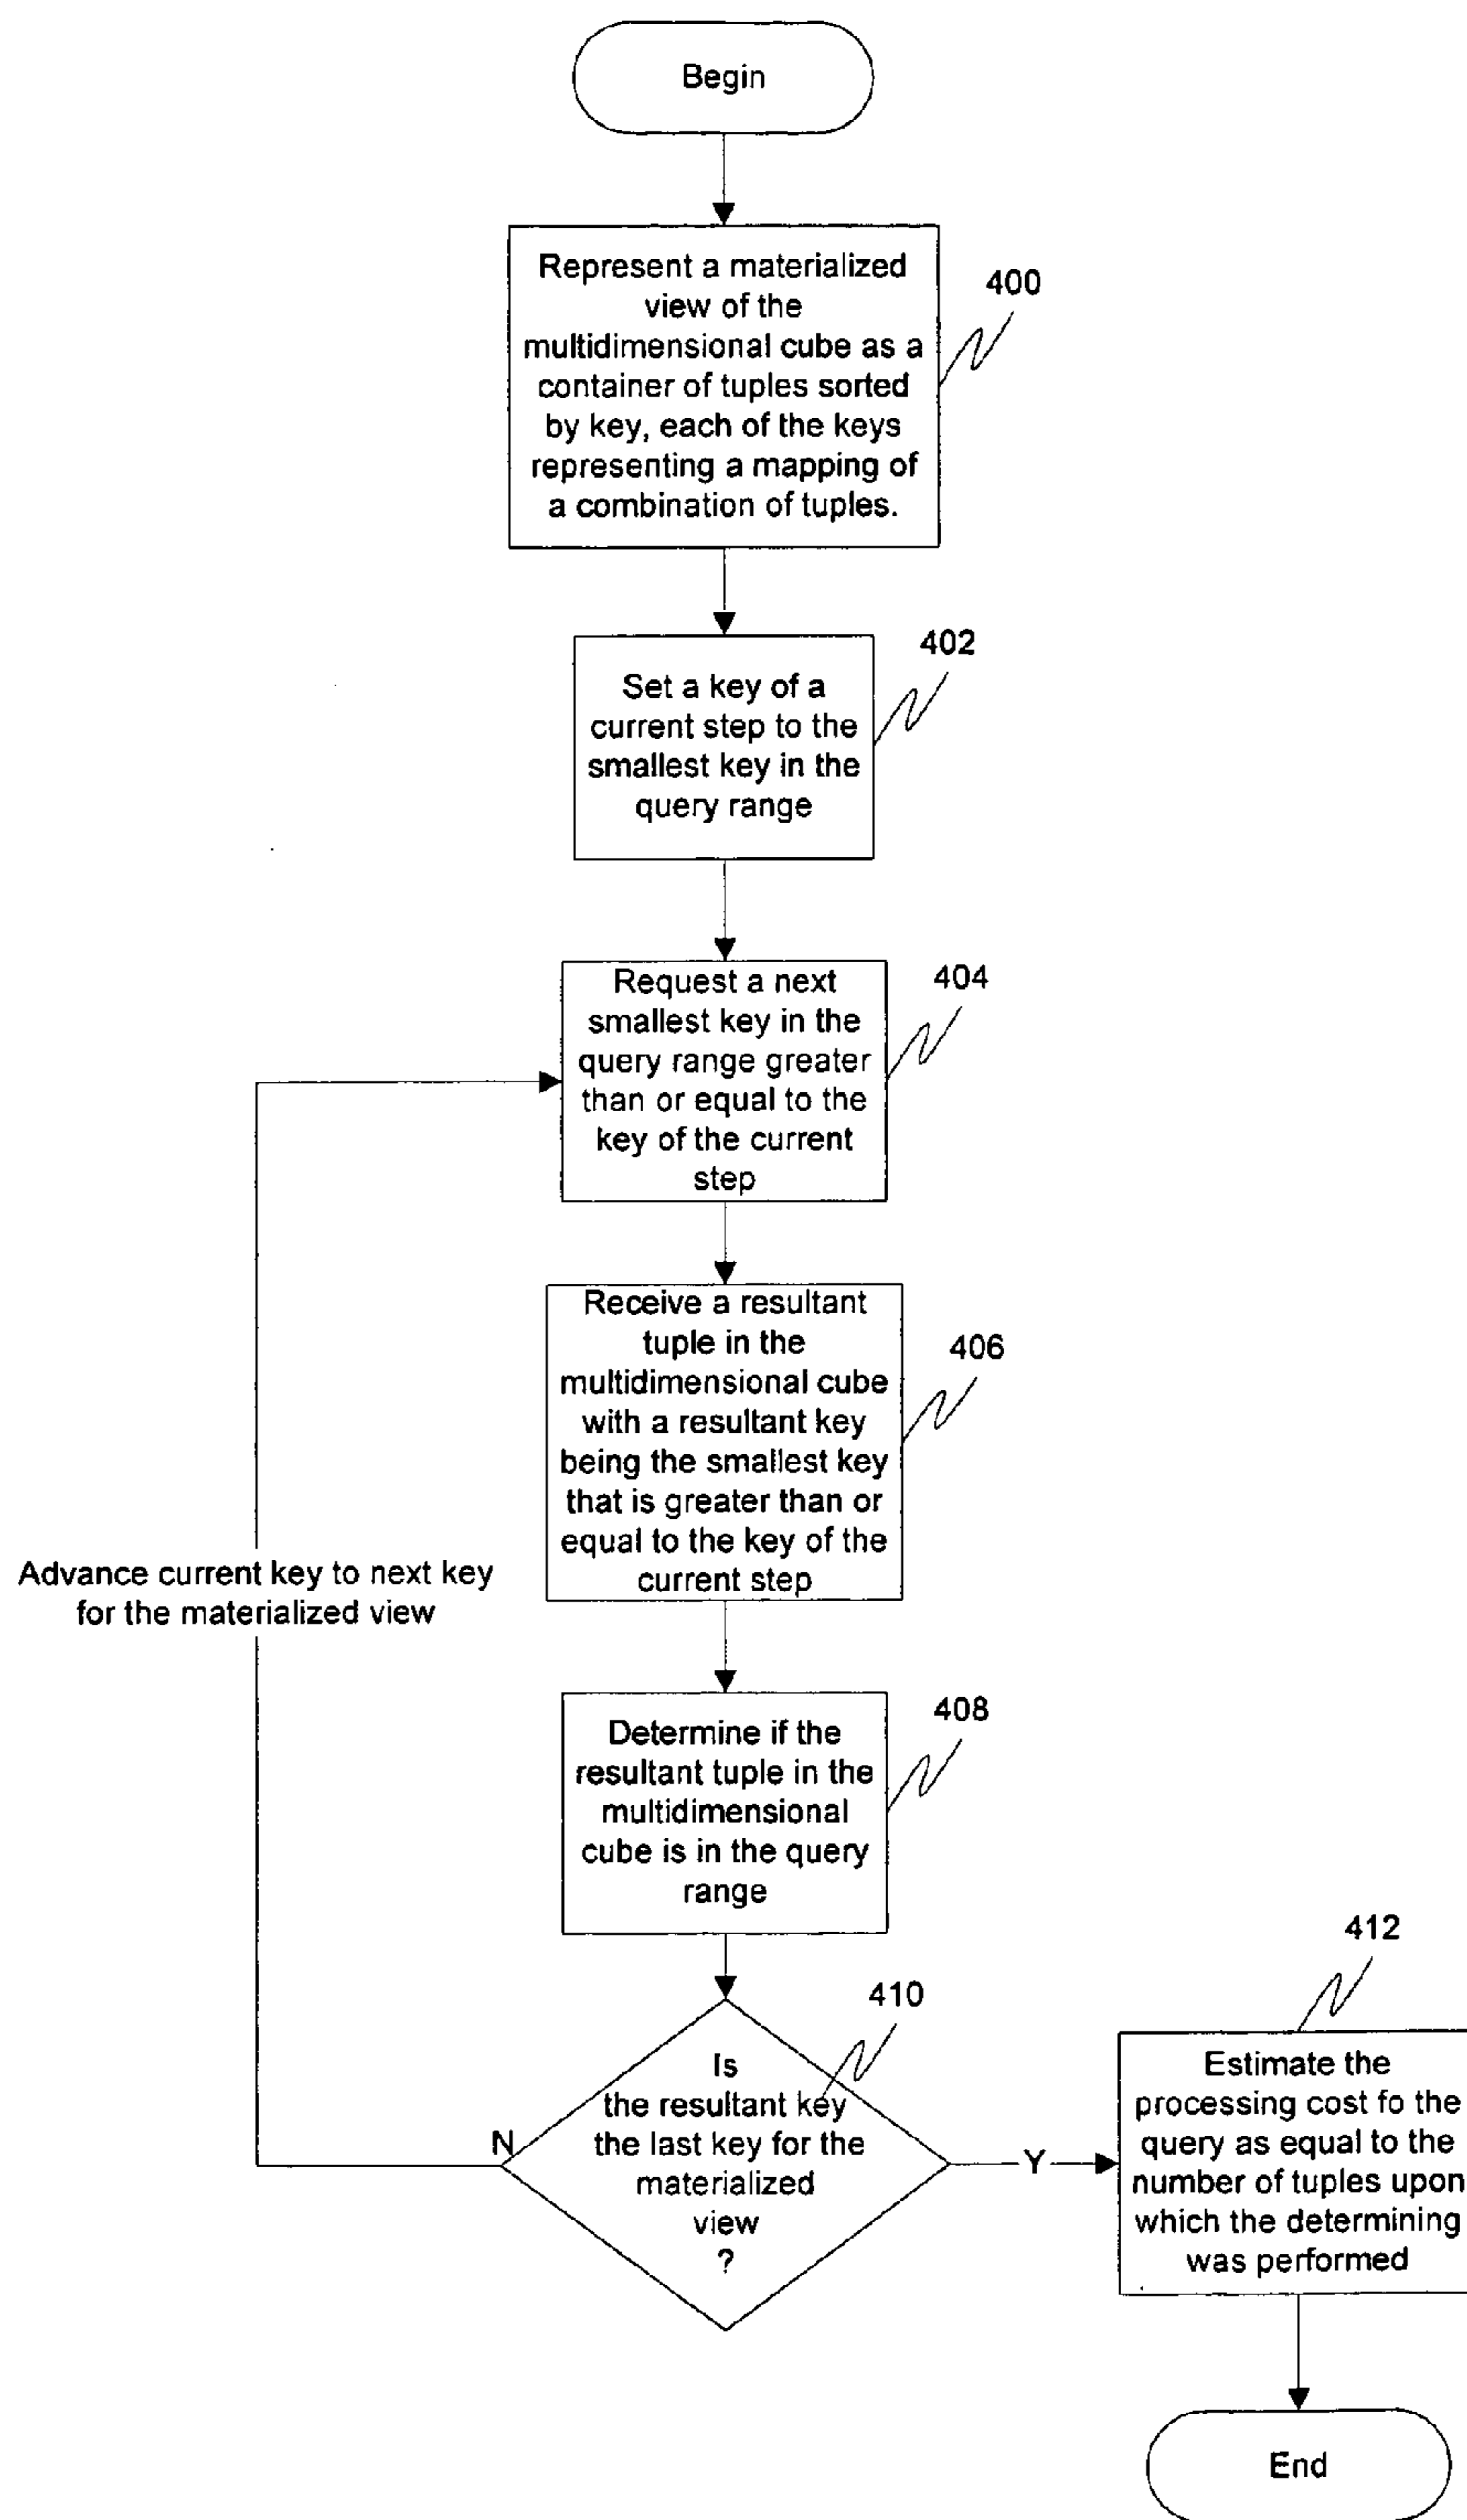 Begin
Represent a materialized
view of the
multidimensional cube as a
container of tuples sorted
by key, each of the keys
representing a mapping of
a combination of tuples.
400
Set a key of a
current step to the
smallest key in the
query range
402
Request a next
smallest key in the
query range greater
than or equal to the
key of the current
step
404
Receive a resultant
tuple in the
multidimensional cube
with a resultant key
being the smallest key
that is greater than or
equal to the key of the
current step
406
Advance current key to next key
for the materialized view
Determine if the
resultant tuple in the
multidimensional
cube is in the query
range
408
Is
the resultant key
the last key for the
materialized
view
?
410
N
Y
412
Estimate the
processing cost fo the
query as equal to the
number of tuples upon
which the determining
was performed
End